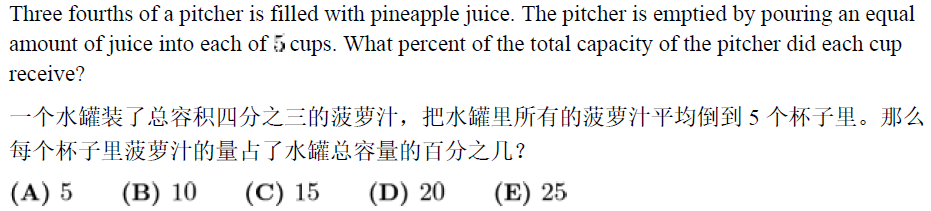 Three fourths of a pitcher is filled with pineapple juice. The pitcher is emptied by pouring an equal
amount of juice into each of 5 cups. What percent of the total capacity of the pitcher did each cup
receive?
一个水罐装了总容积四分之三的菠萝汁，把水罐里所有的菠萝汁平均倒到 5 个杯子里。那么
每个杯子里菠萝汁的量占了水罐总容量的百分之几？
(A) 5 (B) 10 (C) 15 (D) 20 (E) 25